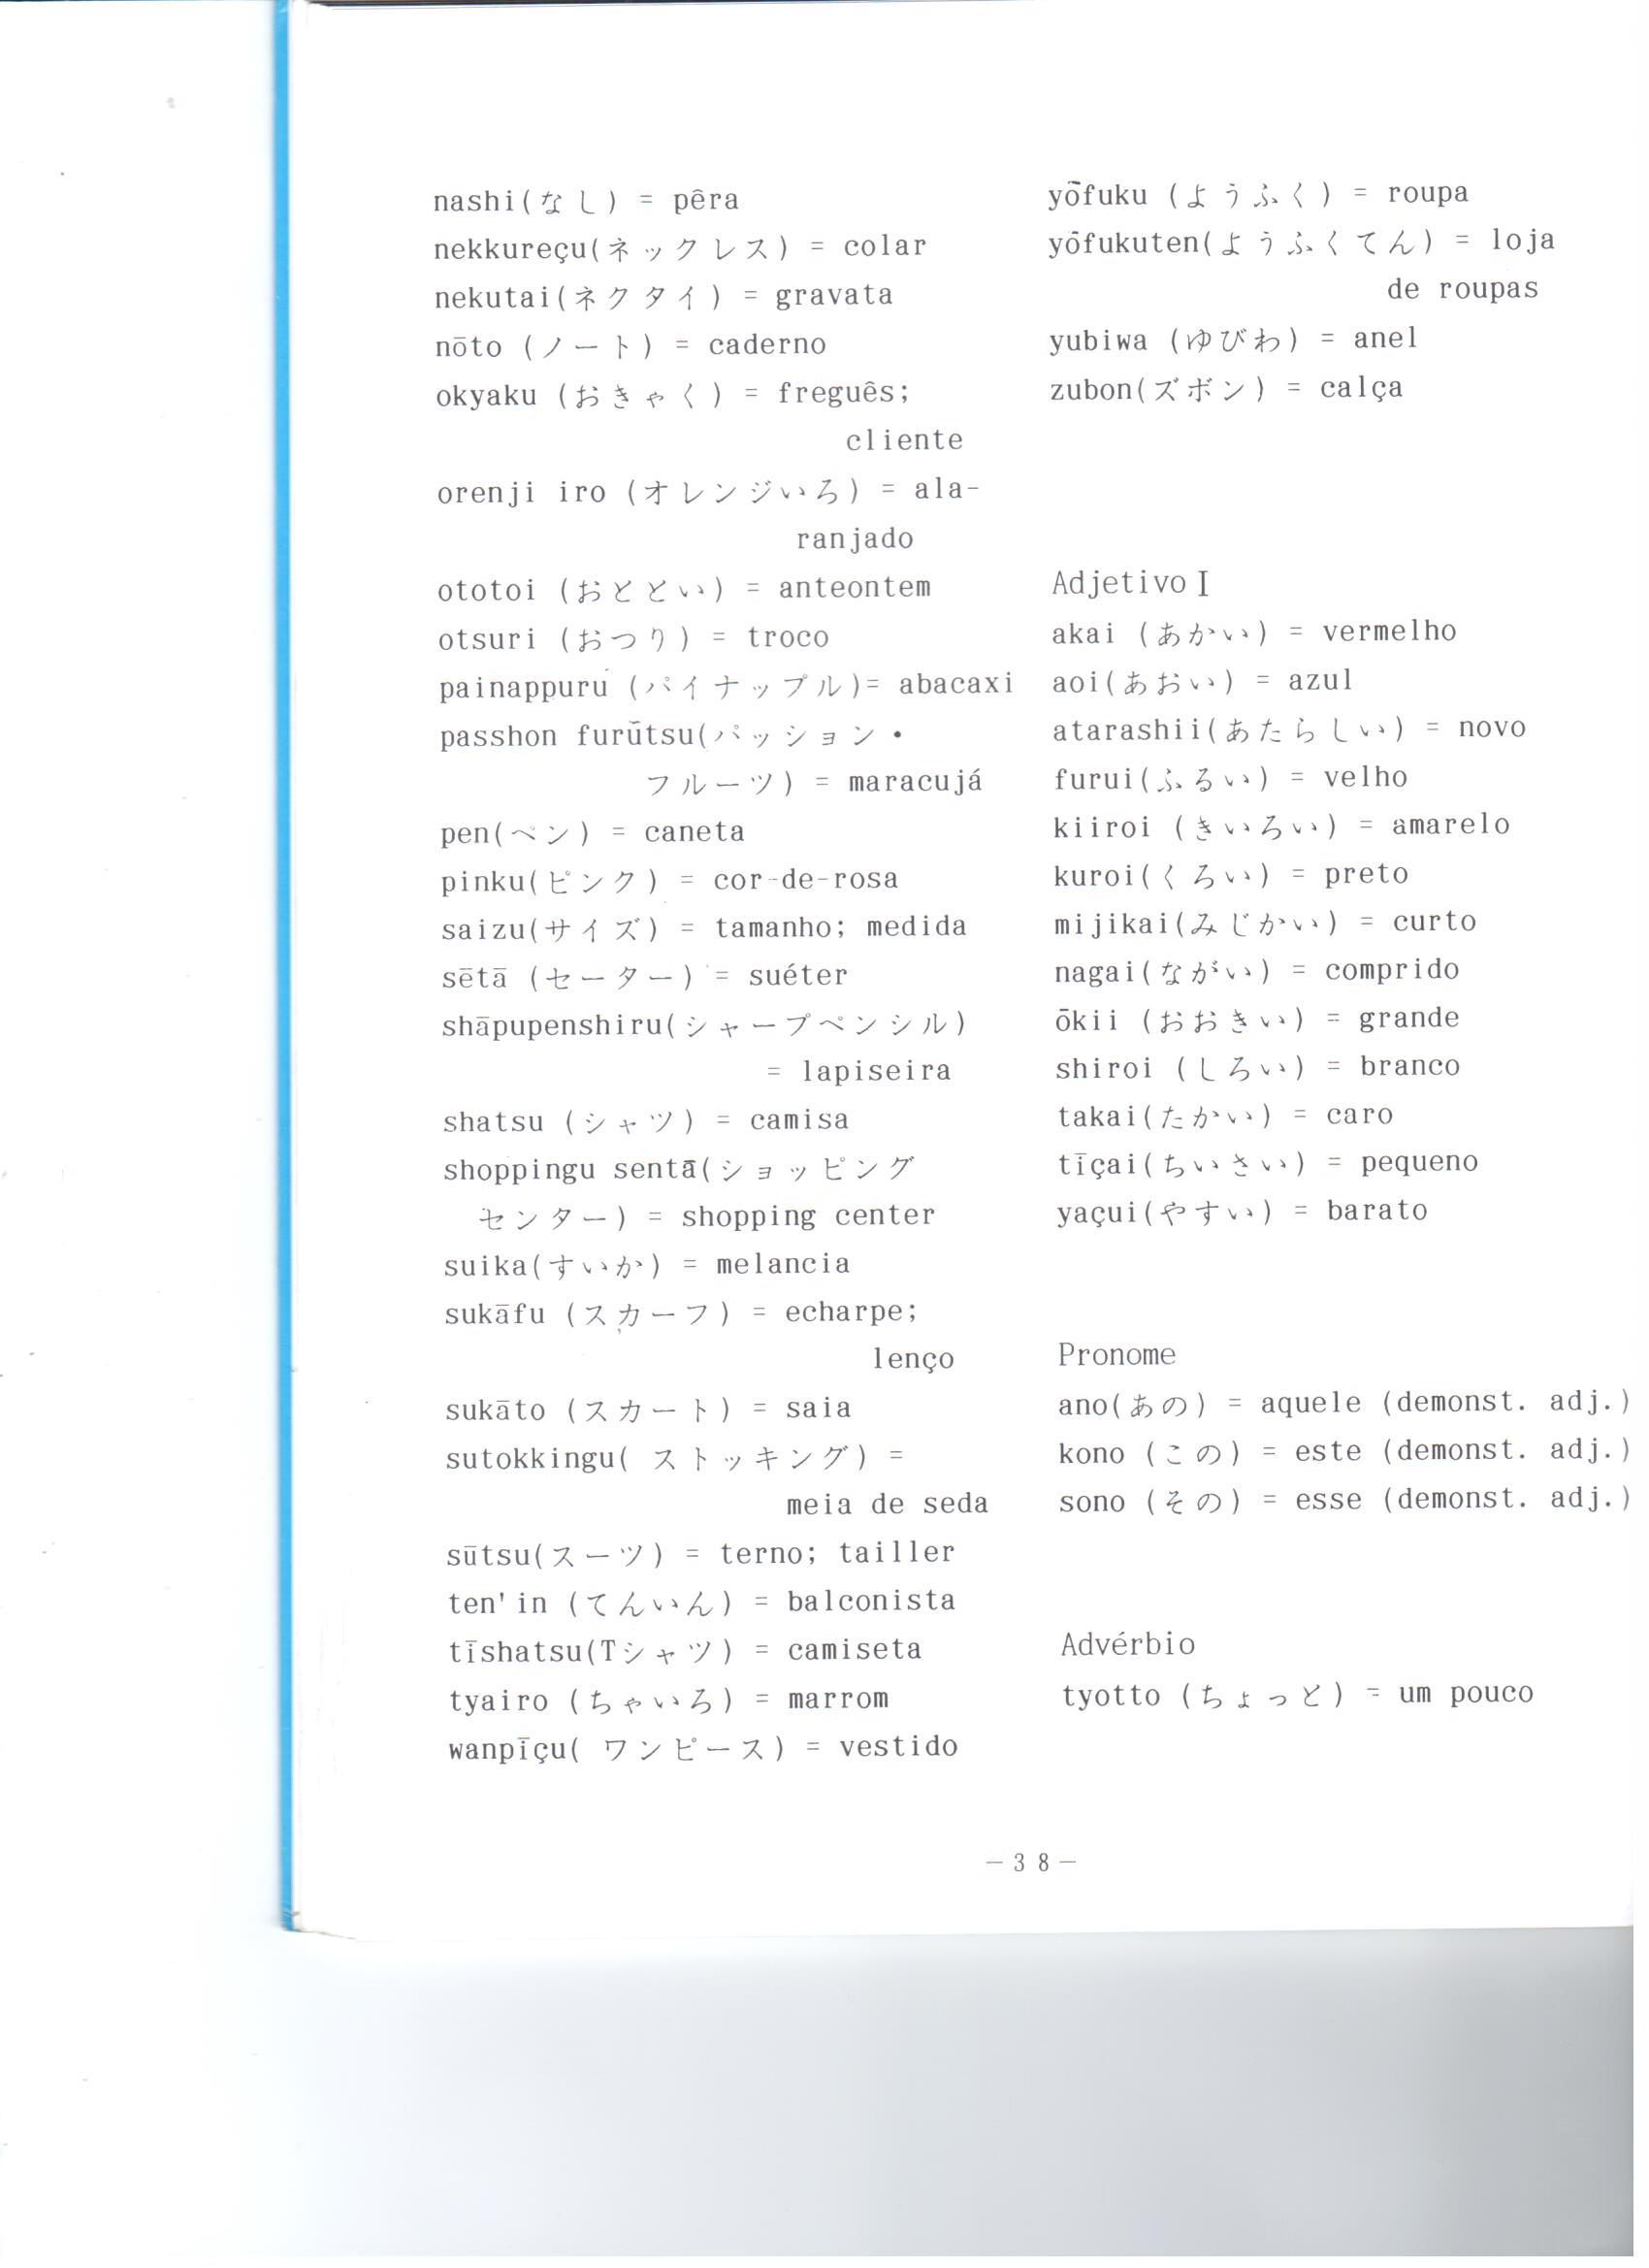 nashi(なし) = pêra
nekkureçu(ネックレス) = colar
nekutai(ネクタイ) = gravata
nōto (ノート) = caderno
okyaku (おきゃく) = freguês;
cliente
orenji iro (オレンジいろ) = ala-
ranjado
ototoi (おととい) = anteontem
otsuri (おつり) = troco
painappuru (パイナップル)= abacaxi
passhon furūtsu(パッション・
フルーツ) = maracujá
pen(ペン) = caneta
pinku(ピンク) = cor-de-rosa
saizu(サイズ) = tamanho; medida
sētā (セーター) = suéter
shāpupenshiru(シャープペンシル)
= lapiseira
shatsu (シャツ) = camisa
shoppingu sentā(ショッピング
センター) = shopping center
suika(すいか) = melancia
sukāfu (スカーフ) = echarpe;
lenço
sukāto (スカート) = saia
sutokkingu( ストッキング) =
meia de seda
sūtsu(スーツ) = terno; tailler
ten'in (てんいん) = balconista
tīshatsu(Tシャツ) = camiseta
tyairo (ちゃいろ) = marrom
wanpīçu( ワンピース) = vestido
yōfuku (ようふく) = roupa
yōfukuten(ようふくてん) = loja
de roupas
yubiwa (ゆびわ) = anel
zubon(ズボン) = calça
Adjetivo I
akai (あかい) = vermelho
aoi(あおい) = azul
atarashii(あたらしい) = novo
furui(ふるい) = velho
kiiroi (きいろい) = amarelo
kuroi(くろい) = preto
mijikai(みじかい) = curto
nagai(ながい) = comprido
ōkii (おおきい) = grande
shiroi (しろい) = branco
takai(たかい) = caro
tīçai(ちいさい) = pequeno
yaçui(やすい) = barato
Pronome
ano(あの) = aquele (demonst. adj.)
kono (この) = este (demonst. adj.)
sono (その) = esse (demonst. adj.)
Advérbio
tyotto (ちょっと) = um pouco
－38－